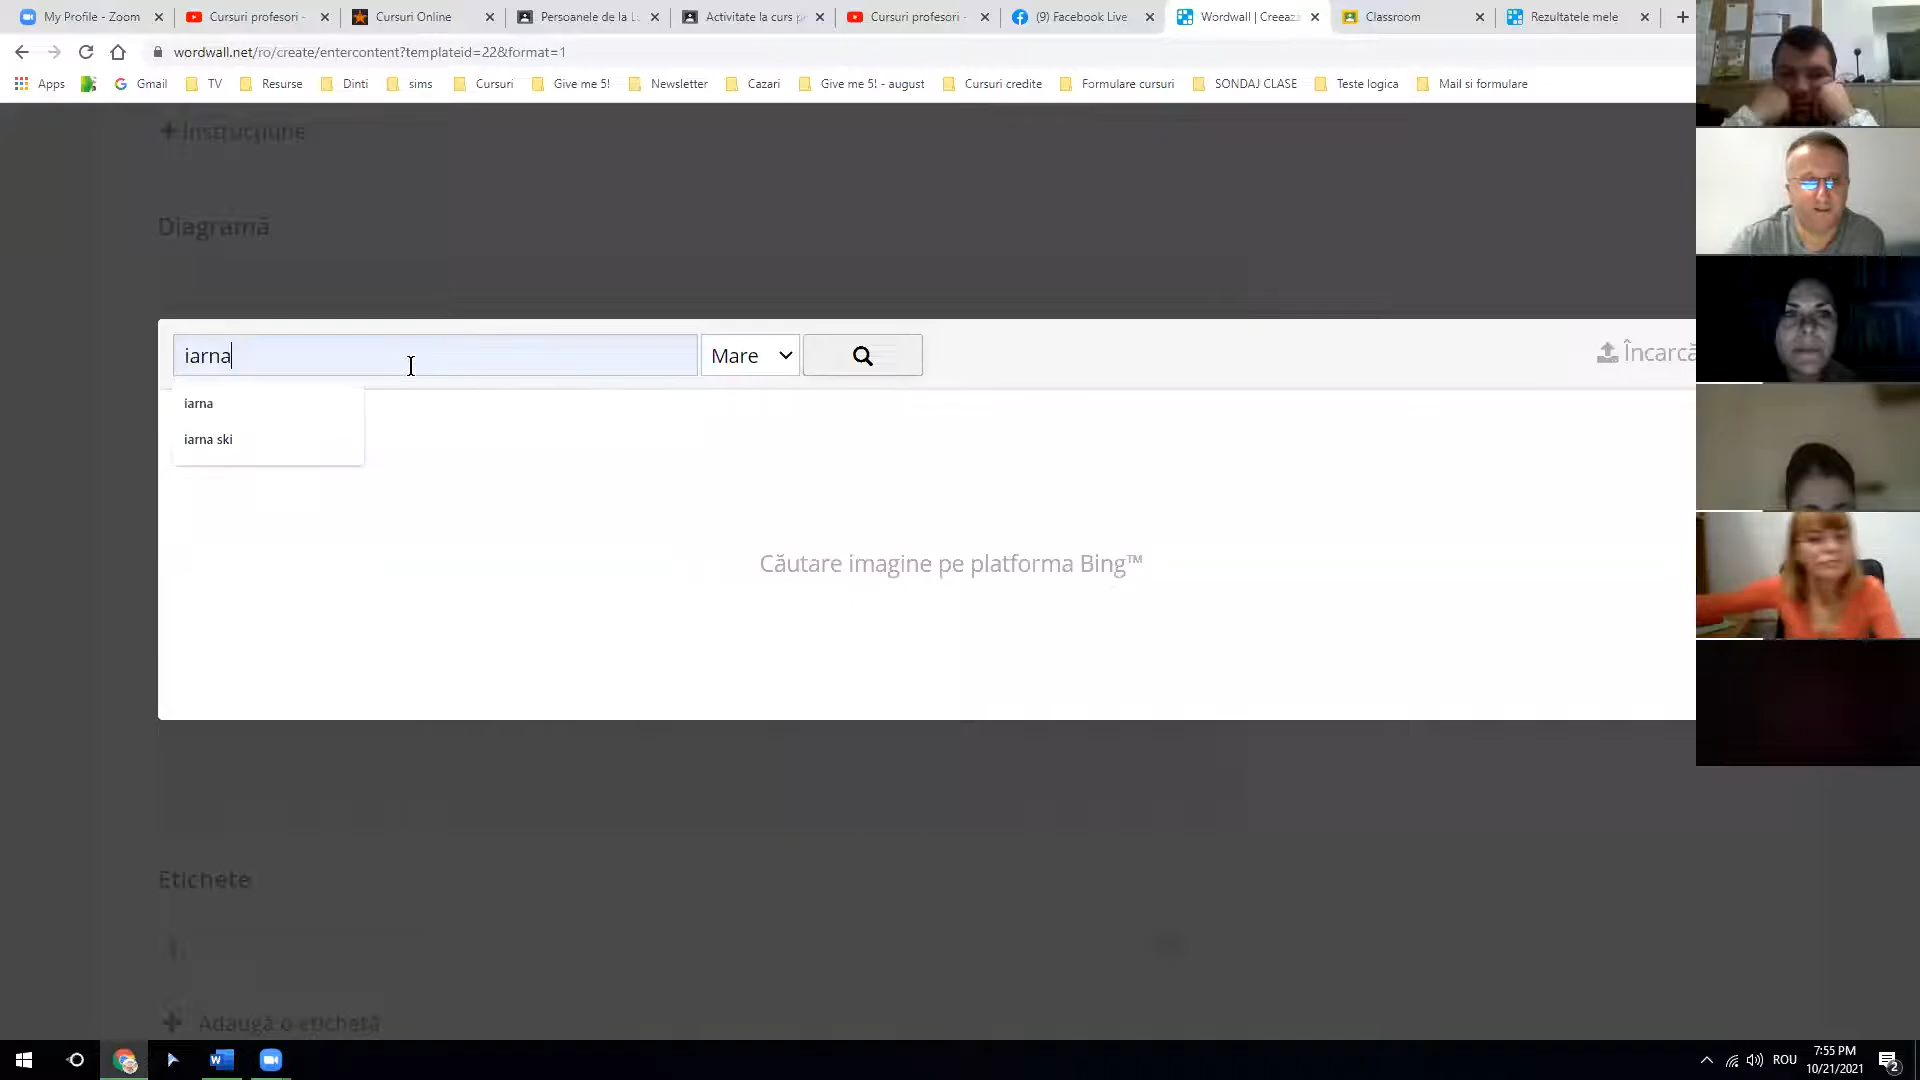 My Profile - Zoom
Cursuri profesori -
Cursuri Online
Persoanele de la L
Activitate la curs p
Cursuri profesori -
(9) Facebook Live
Wordwall | Creeaz
Classroom
Rezultatele mele
wordwall.net/ro/create/entercontent?templateid=22&format=1
Apps
Gmail
TV
Resurse
Dinti
sims
Cursuri
Give me 5!
Newsletter
Cazari
Give me 5! - august
Cursuri credite
Formulare cursuri
SONDAJ CLASE
Teste logica
Mail si formulare
+ Instrucțiune
Diagramă
iarna
Mare
Încarcă
iarna
iarna ski
Căutare imagine pe platforma Bing™
Etichete
+ Adaugă o etichetă
ROU
7:55 PM
10/21/2021
2